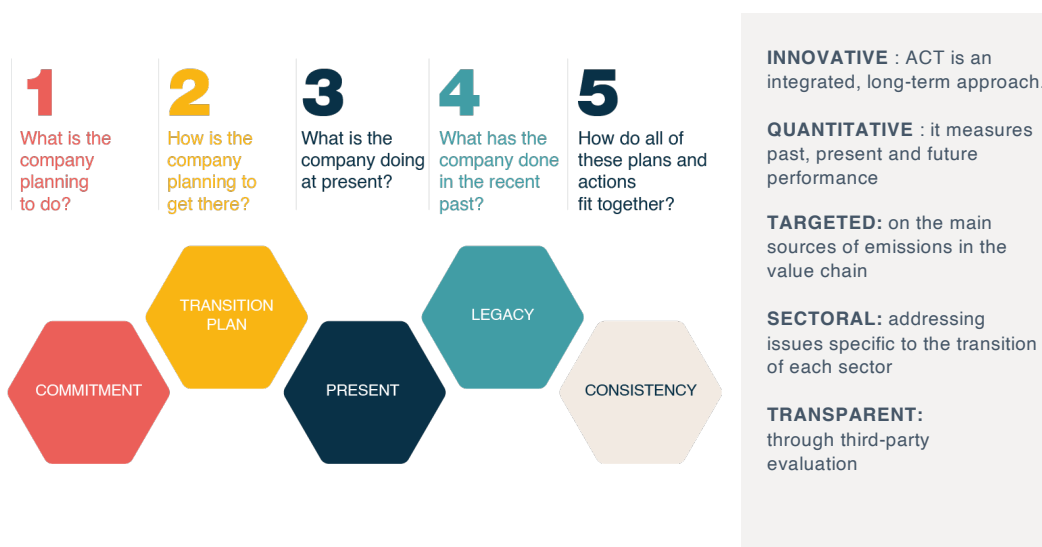 1
What is the
company
planning
to do?
2
How is the
company
planning to
get there?
3
What is the
company doing
at present?
4
What has the
company done
in the recent
past?
5
How do all of
these plans and
actions
fit together?
COMMITMENT
TRANSITION
PLAN
PRESENT
LEGACY
CONSISTENCY
INNOVATIVE : ACT is an
integrated, long-term approach.
QUANTITATIVE : it measures
past, present and future
performance
TARGETED: on the main
sources of emissions in the
value chain
SECTORAL: addressing
issues specific to the transition
of each sector
TRANSPARENT:
through third-party
evaluation